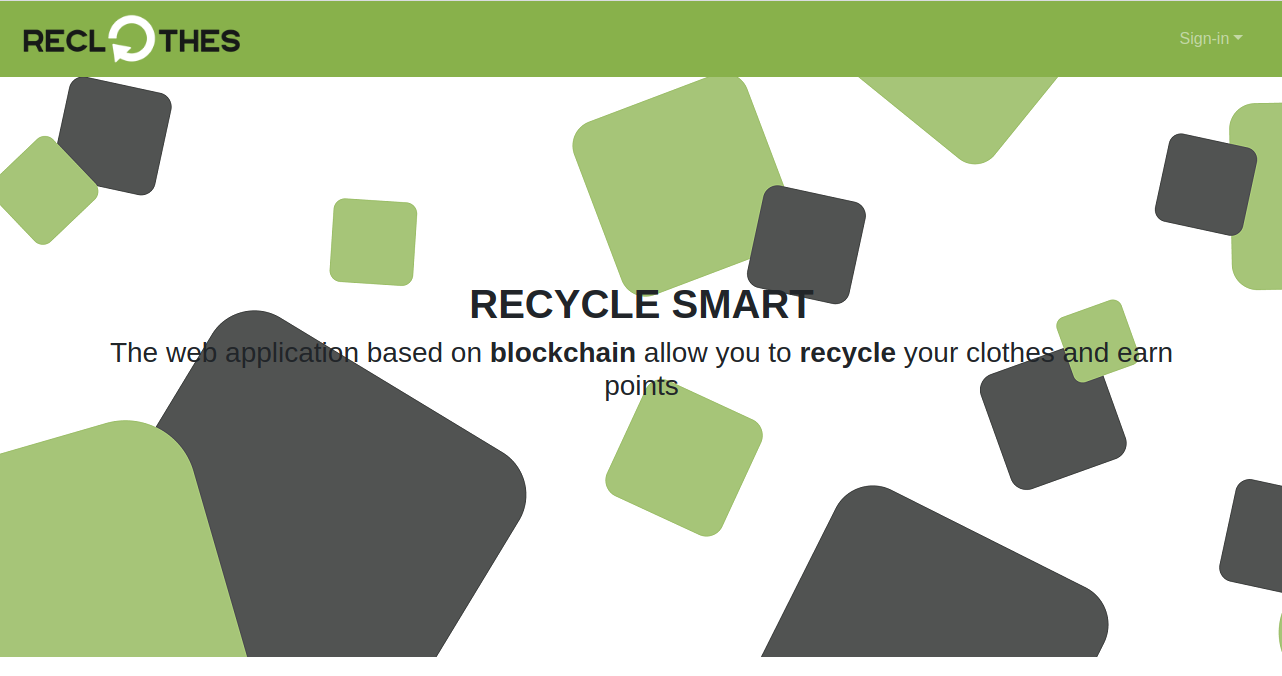 RECLOTHES
Sign-in
RECYCLE SMART
The web application based on blockchain allow you to recycle your clothes and earn
points